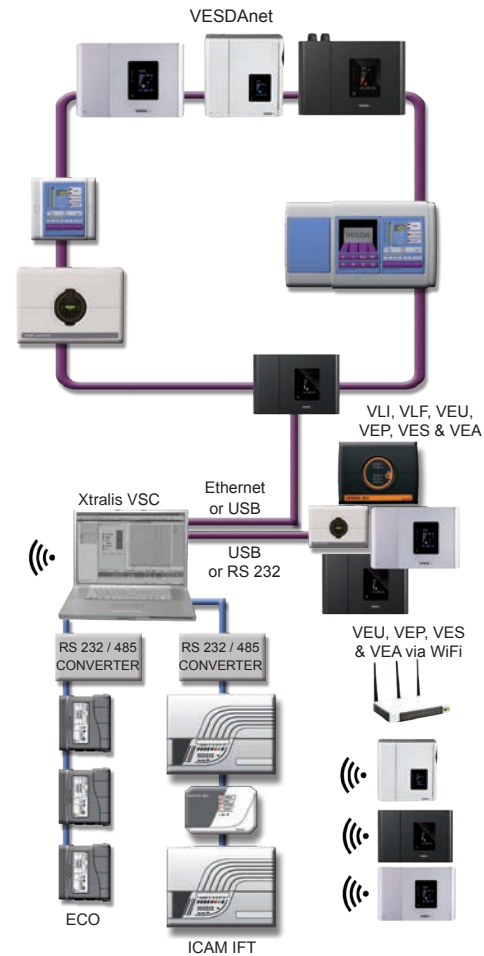 VESDAnet
VLI, VLF, VEU,
VEP, VES & VEA
Ethernet
or USB
Xtralis VSC
USB
or RS 232
RS 232 / 485
CONVERTER
RS 232 / 485
CONVERTER
VEU, VEP, VES
& VEA via WiFi
ECO
ICAM IFT
VESDA